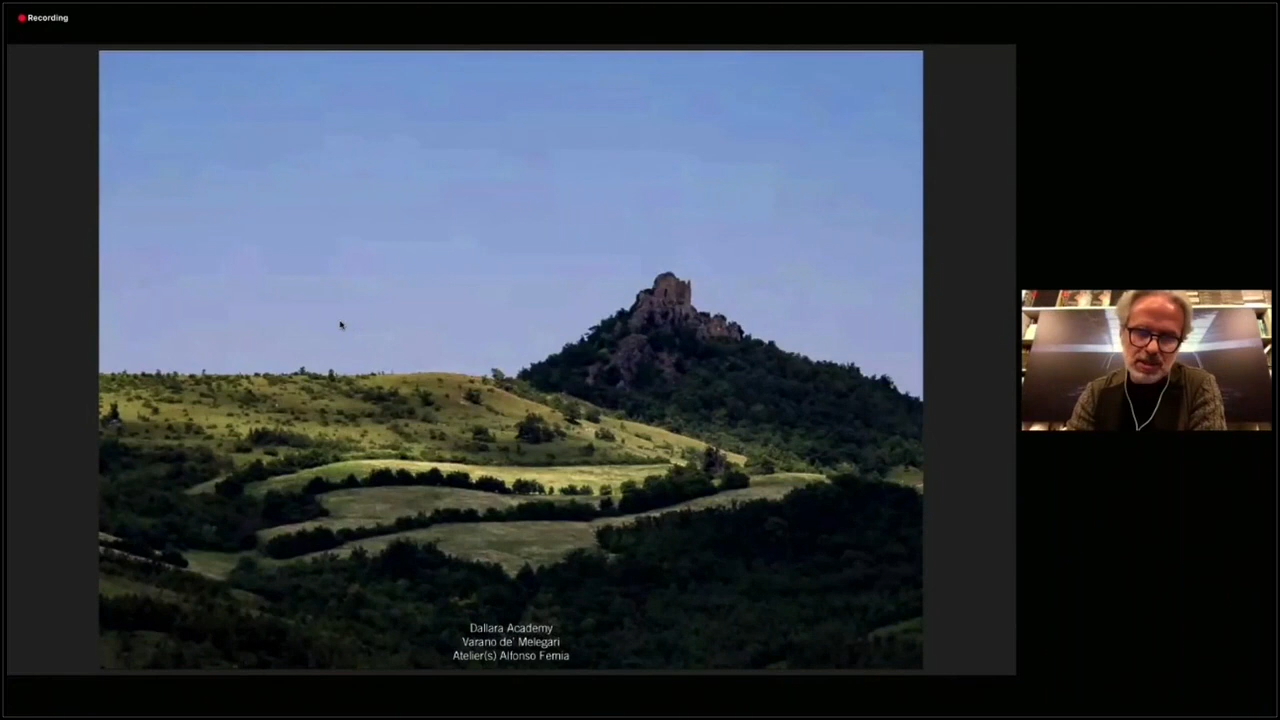 Recording
Dallara Academy
Varano de' Melegari
Atelier(s) Alfonso Femia